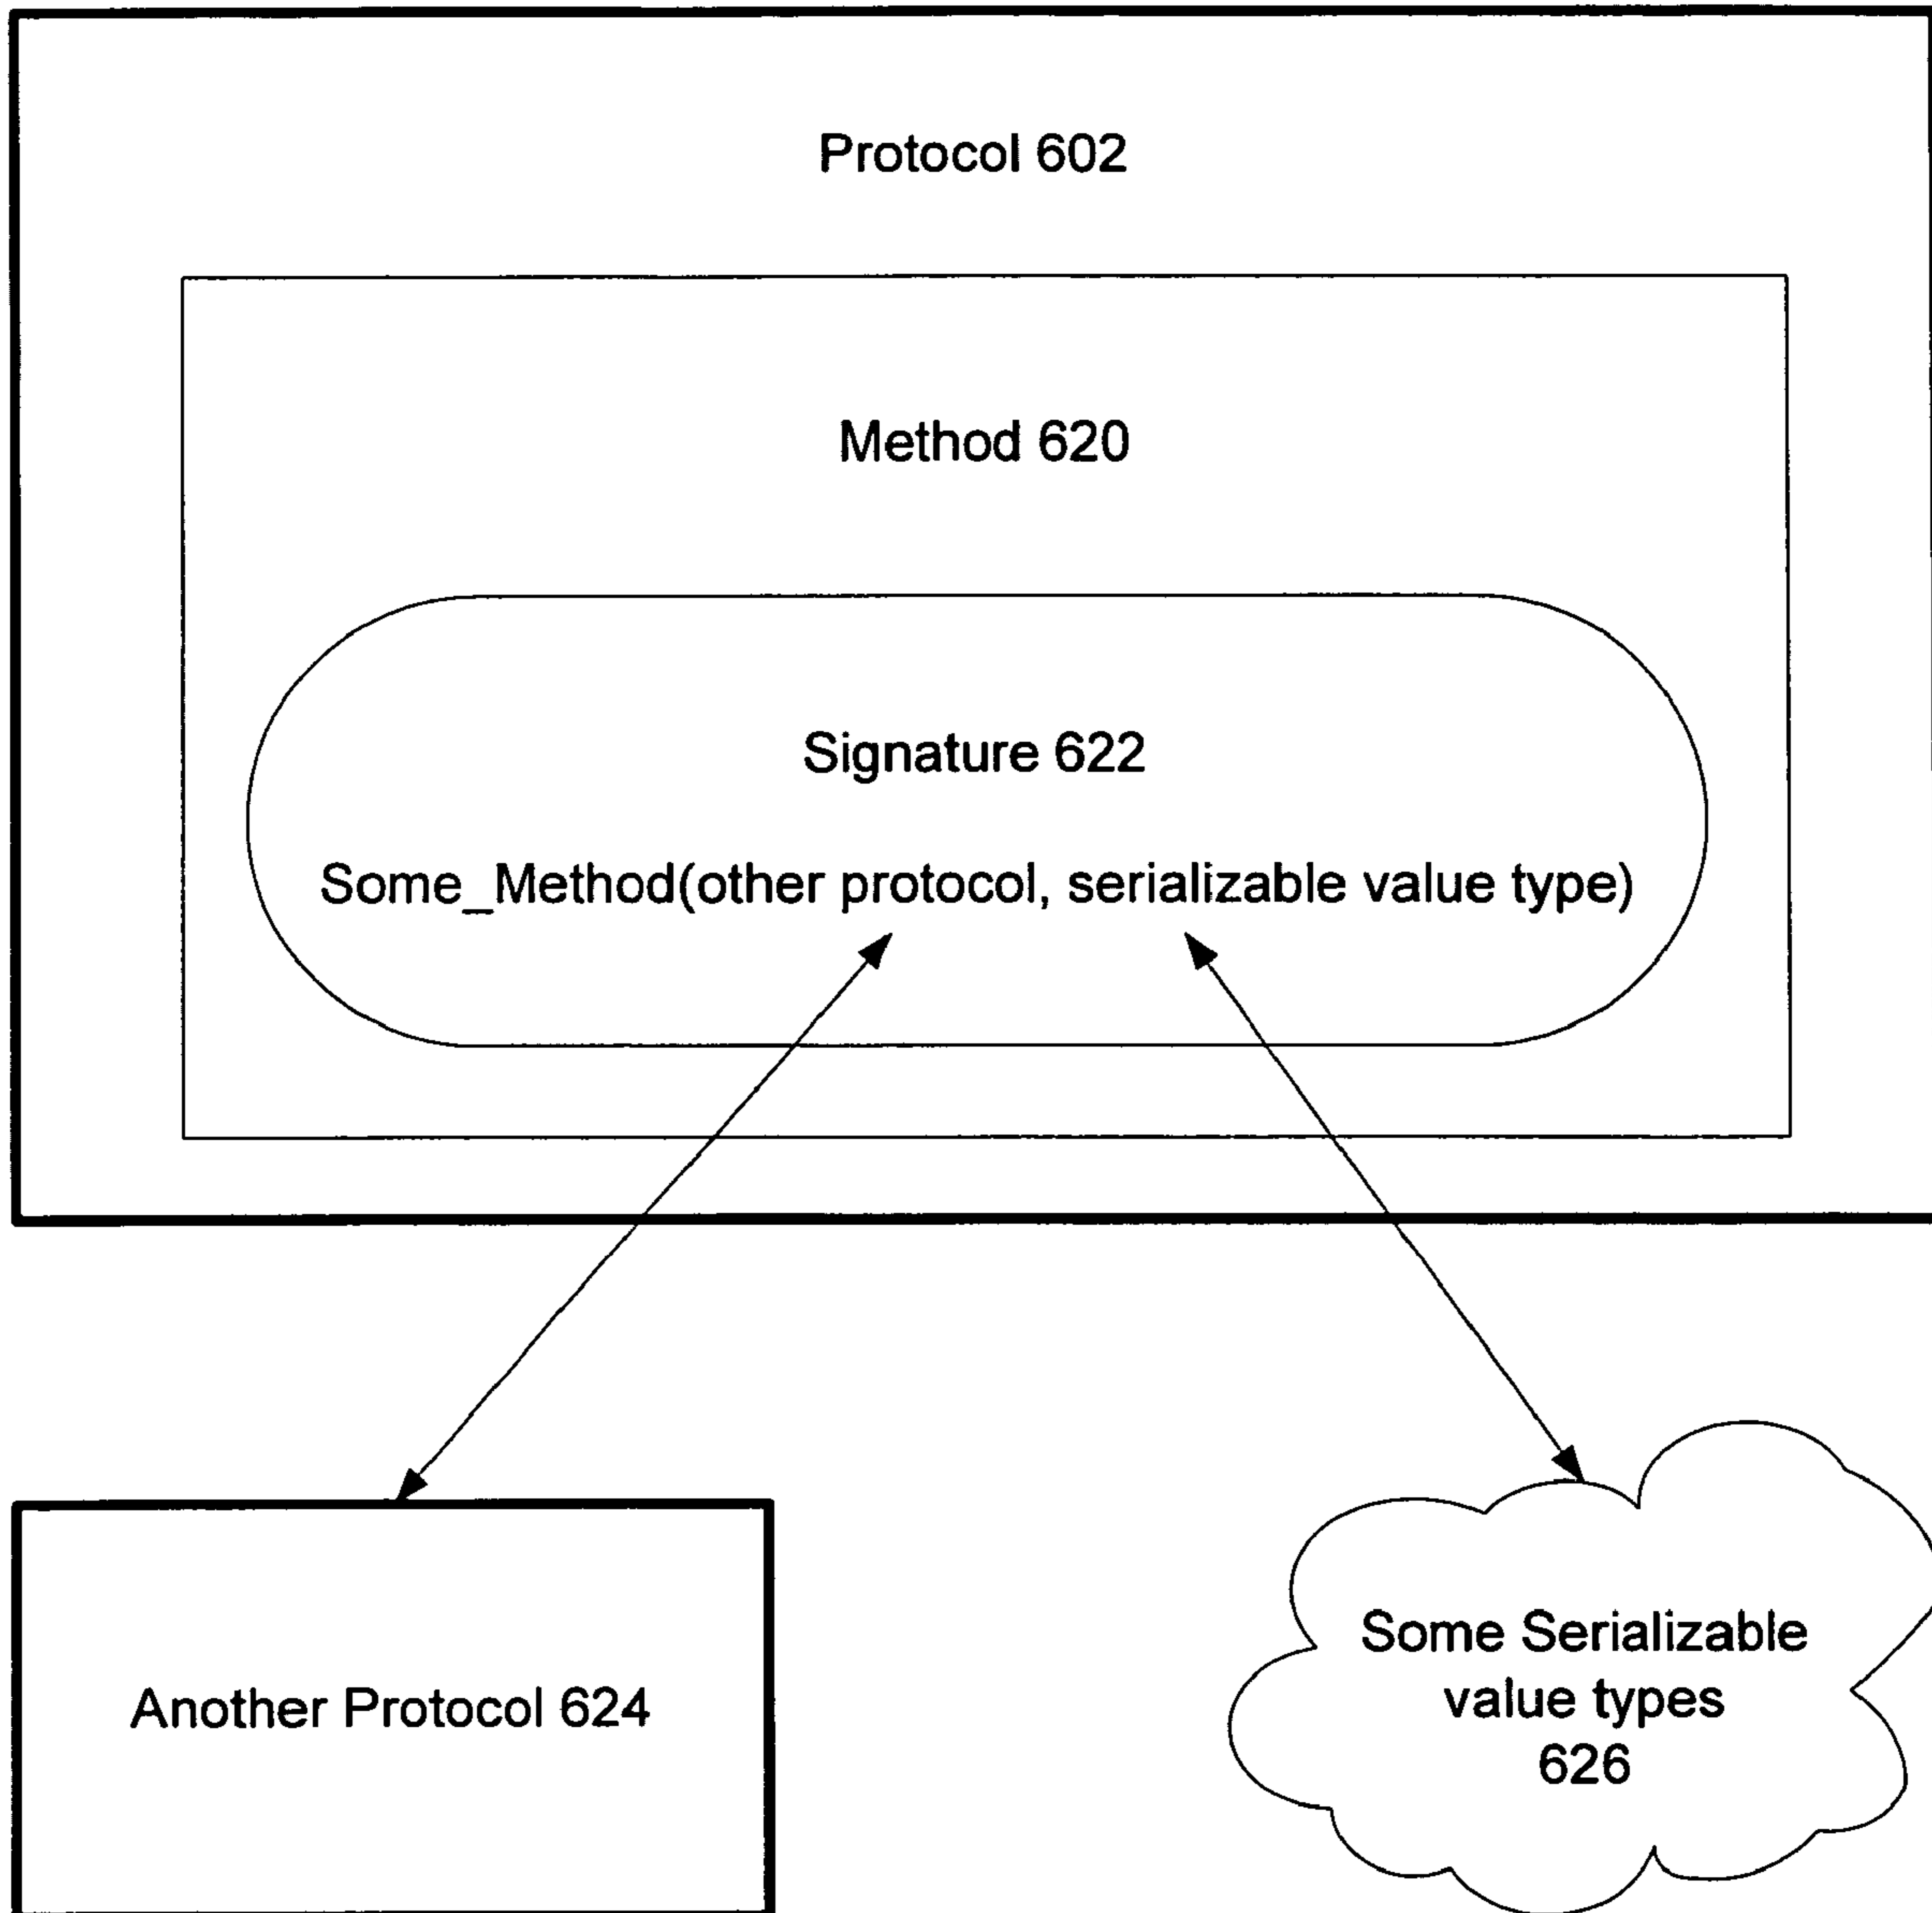 Protocol 602
Method 620
Signature 622
Some_Method(other protocol, serializable value type)
Another Protocol 624
Some Serializable
value types
626